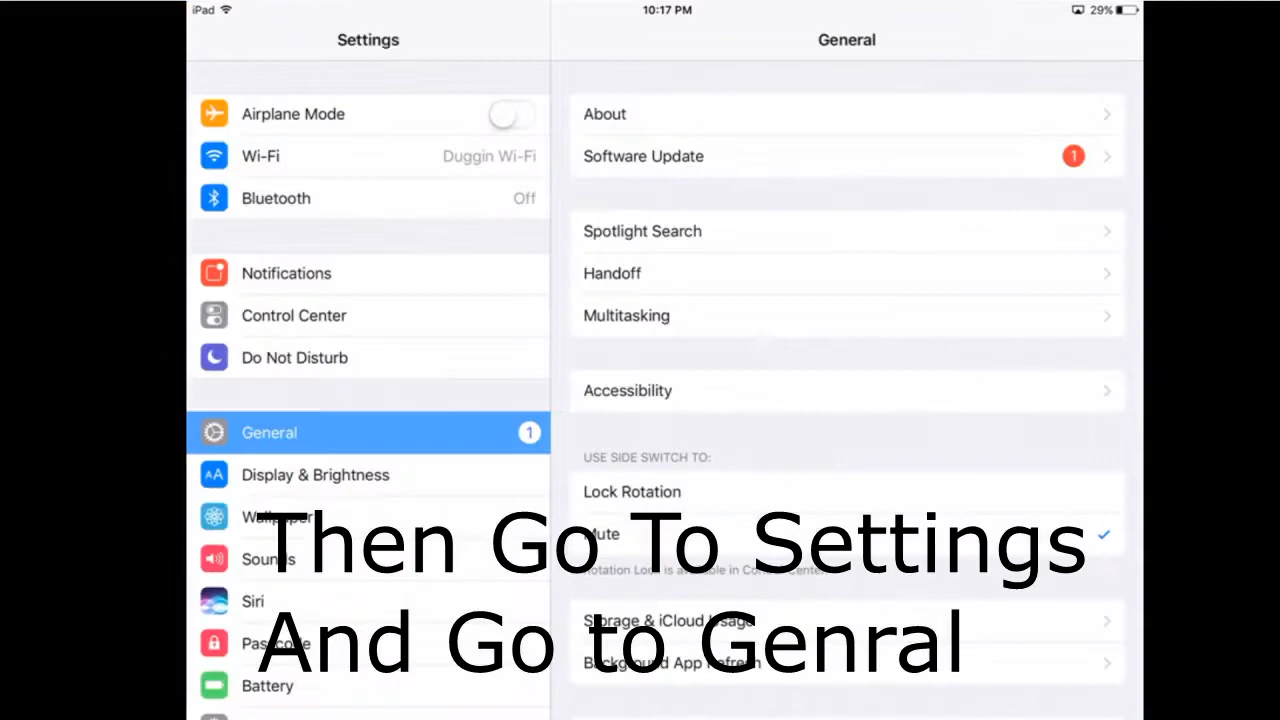 iPad
10:17 PM
29%
Settings
General
Airplane Mode
Wi-Fi
Duggin Wi-Fi
Bluetooth
Off
Notifications
Control Center
Do Not Disturb
General
1
Display & Brightness
Wallpaper
Sounds
Siri
Passcode
Battery
About
Software Update
1
Spotlight Search
Handoff
Multitasking
Accessibility
USE SIDE SWITCH TO:
Lock Rotation
Mute
Rotation Lock is available in Control Center.
Storage & iCloud Usage
Background App Refresh
Then Go To Settings
And Go to Genral